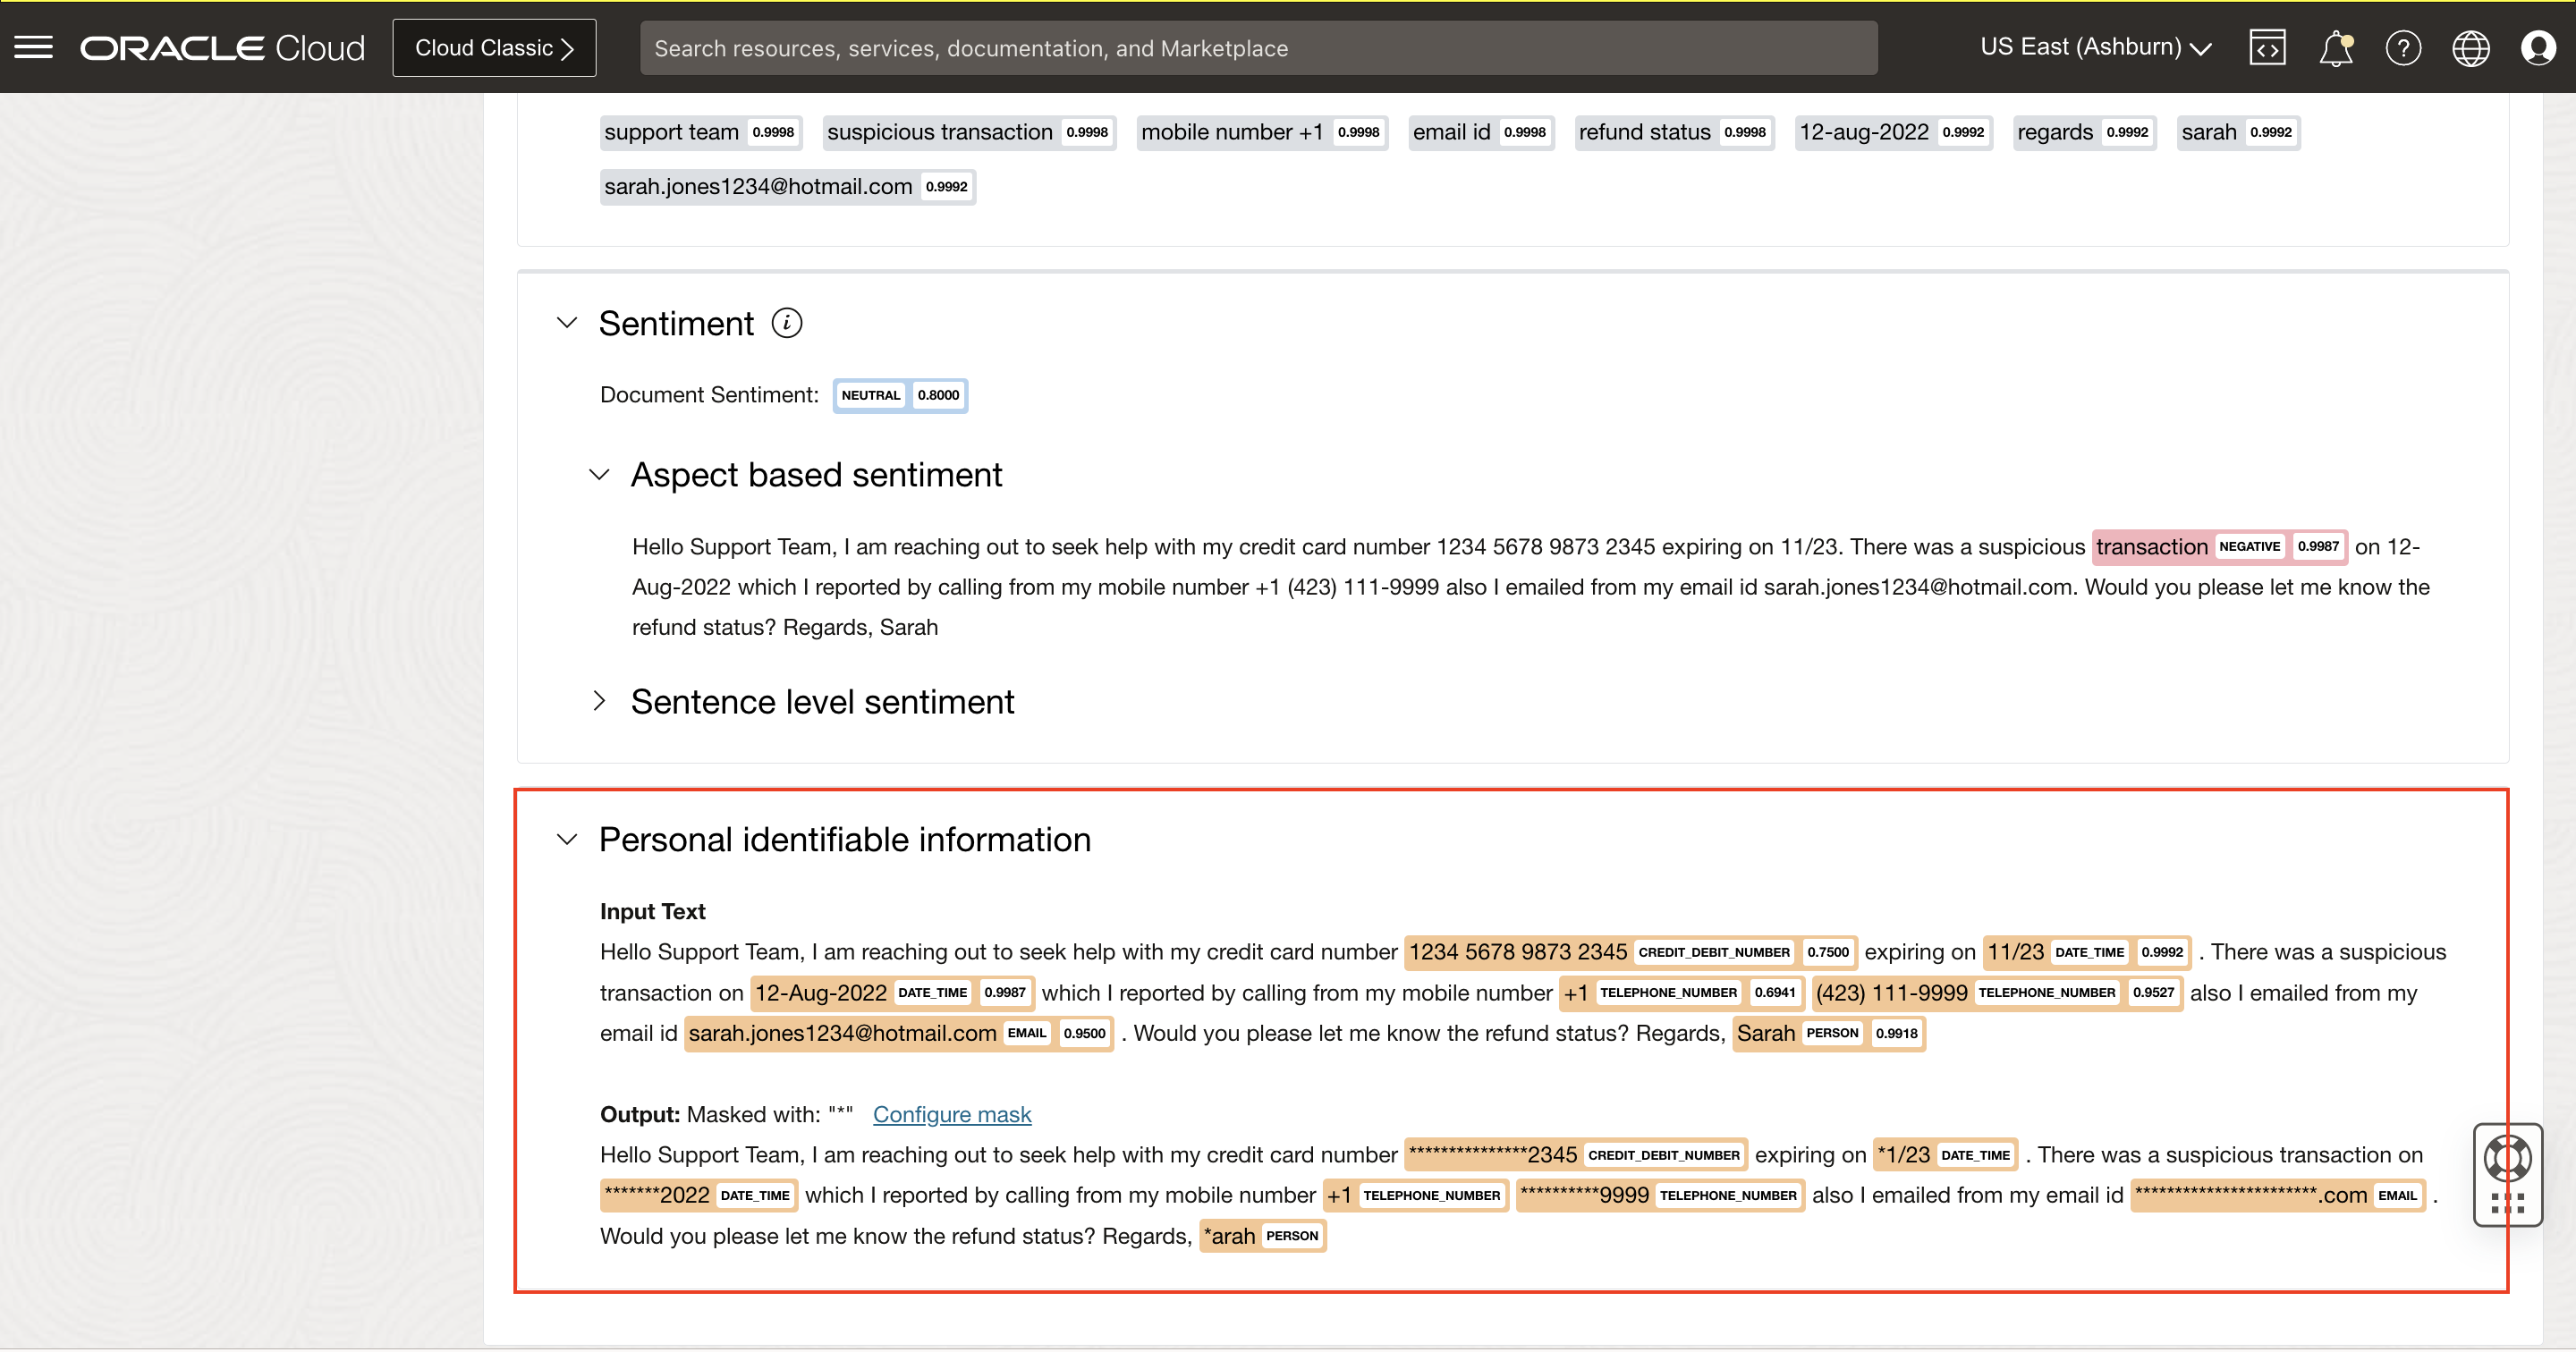 ORACLE Cloud Cloud Classic Search resources, services, documentation, and Marketplace US East (Ashburn)
support team 0.9998 suspicious transaction 0.9998 mobile number +1 0.9998 email id 0.9998 refund status 0.9998 12-aug-2022 0.9992 regards 0.9992 sarah 0.9992
sarah.jones1234@hotmail.com 0.9992
Sentiment
Document Sentiment: NEUTRAL 0.8000
Aspect based sentiment
Hello Support Team, I am reaching out to seek help with my credit card number 1234 5678 9873 2345 expiring on 11/23. There was a suspicious transaction NEGATIVE 0.9987 on 12-
Aug-2022 which I reported by calling from my mobile number +1 (423) 111-9999 also I emailed from my email id sarah.jones1234@hotmail.com. Would you please let me know the
refund status? Regards, Sarah
Sentence level sentiment
Personal identifiable information
Input Text
Hello Support Team, I am reaching out to seek help with my credit card number 1234 5678 9873 2345 CREDIT_DEBIT_NUMBER 0.7500 expiring on 11/23 DATE_TIME 0.9992 . There was a suspicious
transaction on 12-Aug-2022 DATE_TIME 0.9987 which I reported by calling from my mobile number +1 TELEPHONE_NUMBER 0.6941 (423) 111-9999 TELEPHONE_NUMBER 0.9527 also I emailed from my
email id sarah.jones1234@hotmail.com EMAIL 0.9500 . Would you please let me know the refund status? Regards, Sarah PERSON 0.9918
Output: Masked with: "*" Configure mask
Hello Support Team, I am reaching out to seek help with my credit card number ***************2345 CREDIT_DEBIT_NUMBER expiring on *1/23 DATE_TIME . There was a suspicious transaction on
*******2022 DATE_TIME which I reported by calling from my mobile number +1 TELEPHONE_NUMBER **********9999 TELEPHONE_NUMBER also I emailed from my email id ***********************.com EMAIL .
Would you please let me know the refund status? Regards, *arah PERSON